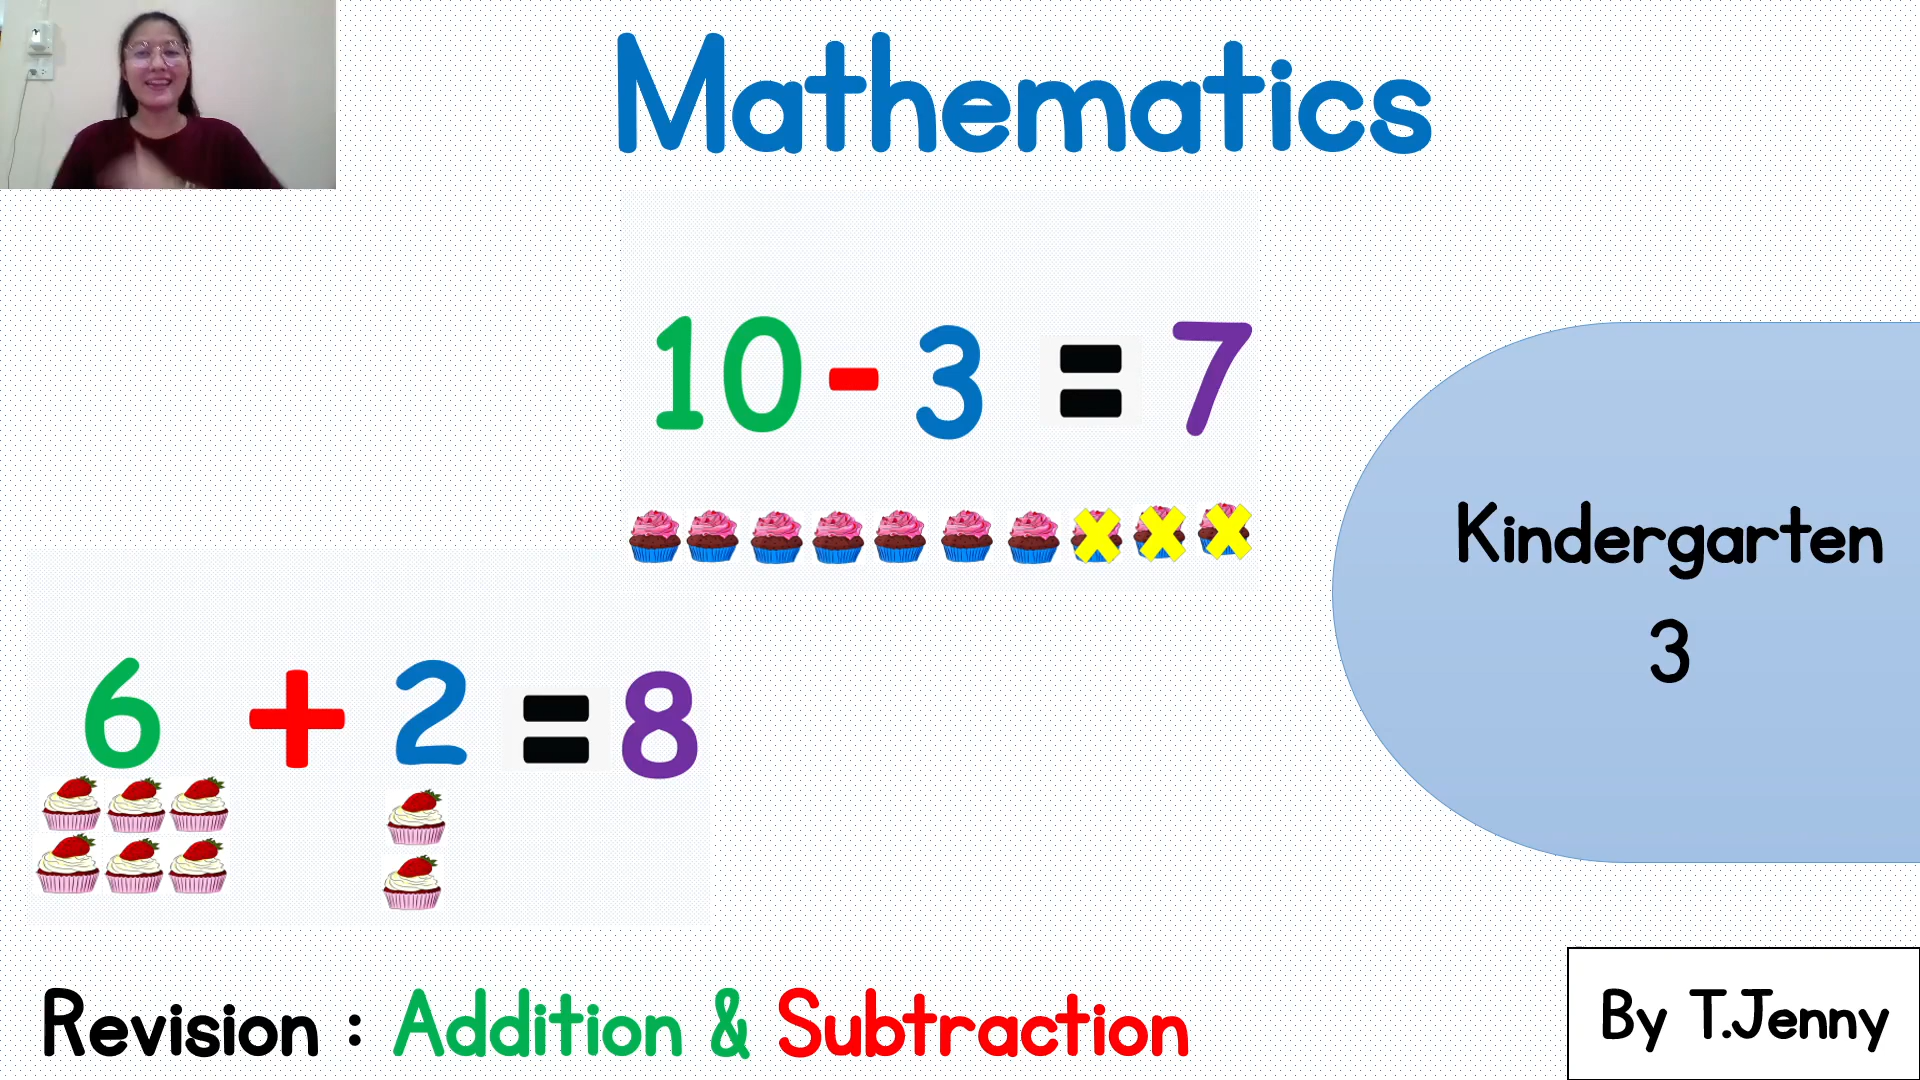 Mathematics
10 - 3 = 7
6 + 2 = 8
Kindergarten
3
Revision : Addition & Subtraction
By T.Jenny